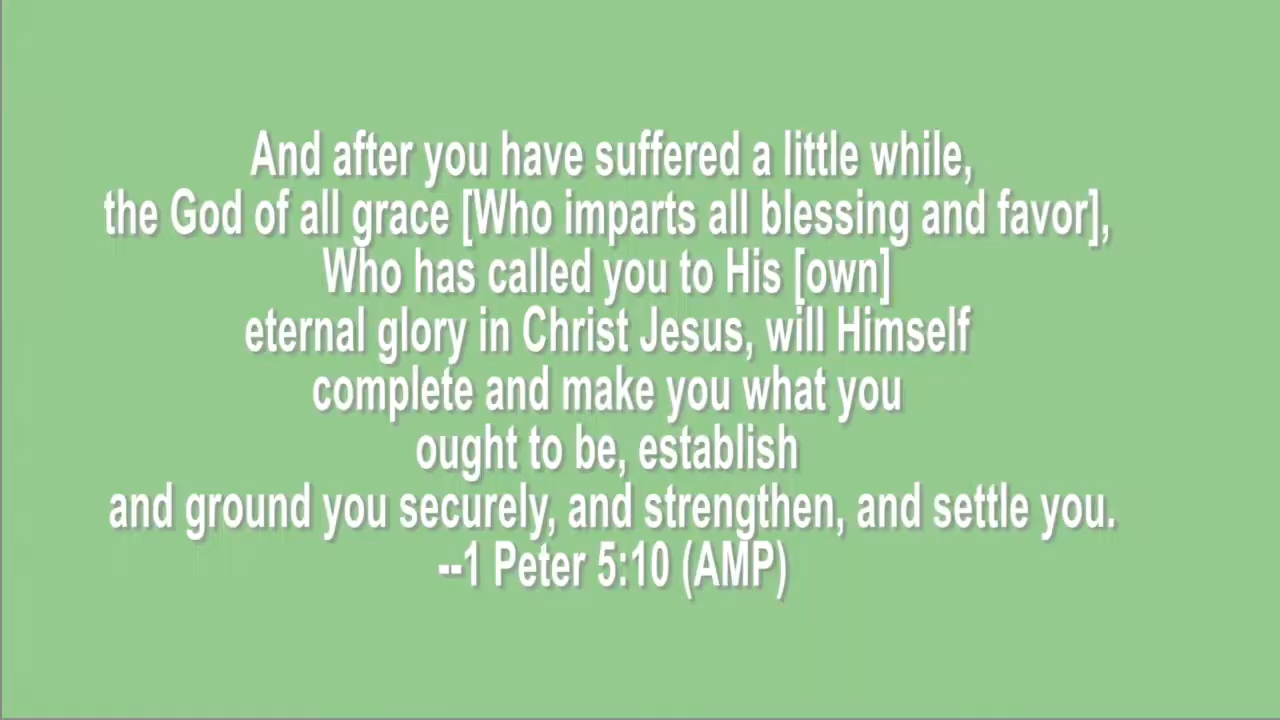 And after you have suffered a little while,
the God of all grace [Who imparts all blessing and favor],
Who has called you to His [own]
eternal glory in Christ Jesus, will Himself
complete and make you what you
ought to be, establish
and ground you securely, and strengthen, and settle you.
--1 Peter 5:10 (AMP)